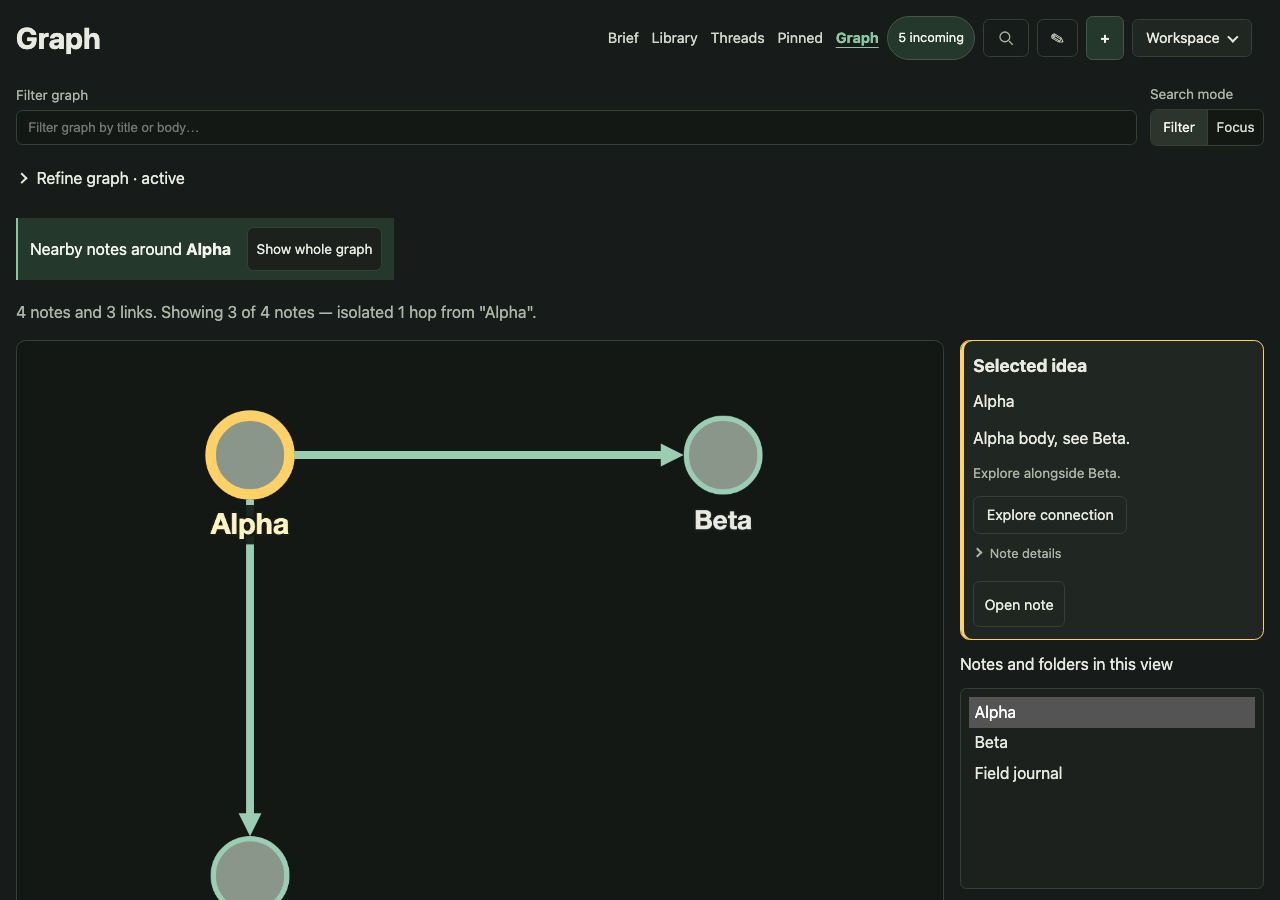 Graph
Brief Library Threads Pinned Graph 5 incoming + Workspace
Filter graph
Search mode
Filter graph by title or body…
Filter Focus
Refine graph · active
Nearby notes around Alpha Show whole graph
4 notes and 3 links. Showing 3 of 4 notes — isolated 1 hop from "Alpha".
Alpha
Beta
Selected idea
Alpha
Alpha body, see Beta.
Explore alongside Beta.
Explore connection
Note details
Open note
Notes and folders in this view
Alpha
Beta
Field journal